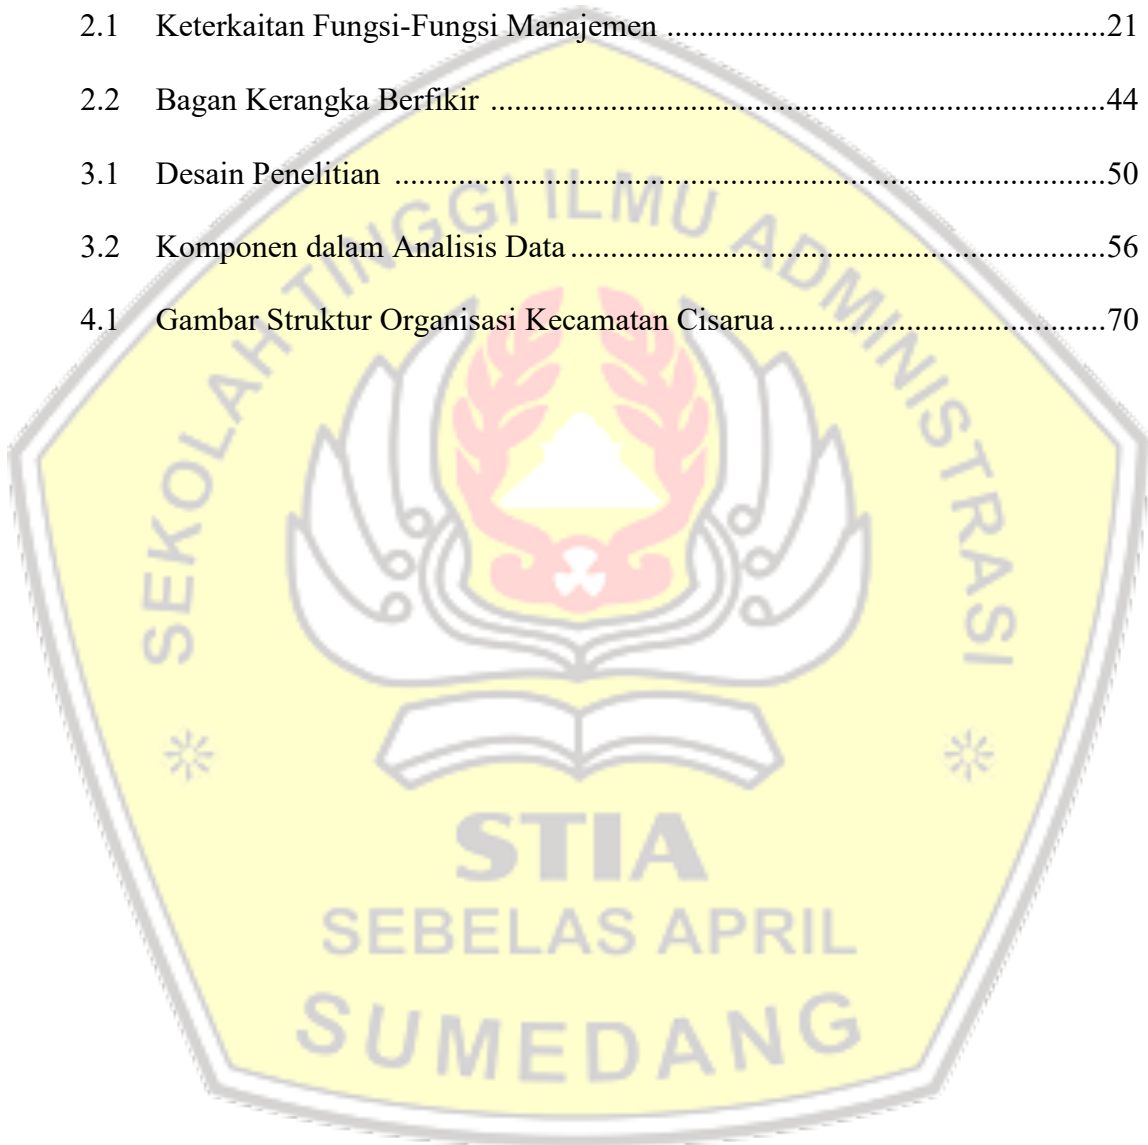 2.1 Keterkaitan Fungsi-Fungsi Manajemen ......................................................21
2.2 Bagan Kerangka Berfikir ............................................................................44
3.1 Desain Penelitian ........................................................................................50
3.2 Komponen dalam Analisis Data..................................................................56
4.1 Gambar Struktur Organisasi Kecamatan Cisarua........................................70
SEKOLAH TINGGI ILMU ADMINISTRASI
STIA
SEBELAS APRIL
SUMEDANG